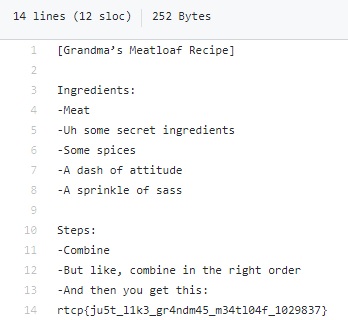 14 lines (12 sloc) 252 Bytes
1 [Grandma’s Meatloaf Recipe]
2
3 Ingredients:
4 -Meat
5 -Uh some secret ingredients
6 -Some spices
7 -A dash of attitude
8 -A sprinkle of sass
9
10 Steps:
11 -Combine
12 -But like, combine in the right order
13 -And then you get this:
14 rtcp{ju5t_l1k3_gr4ndm45_m34tl04f_1029837}